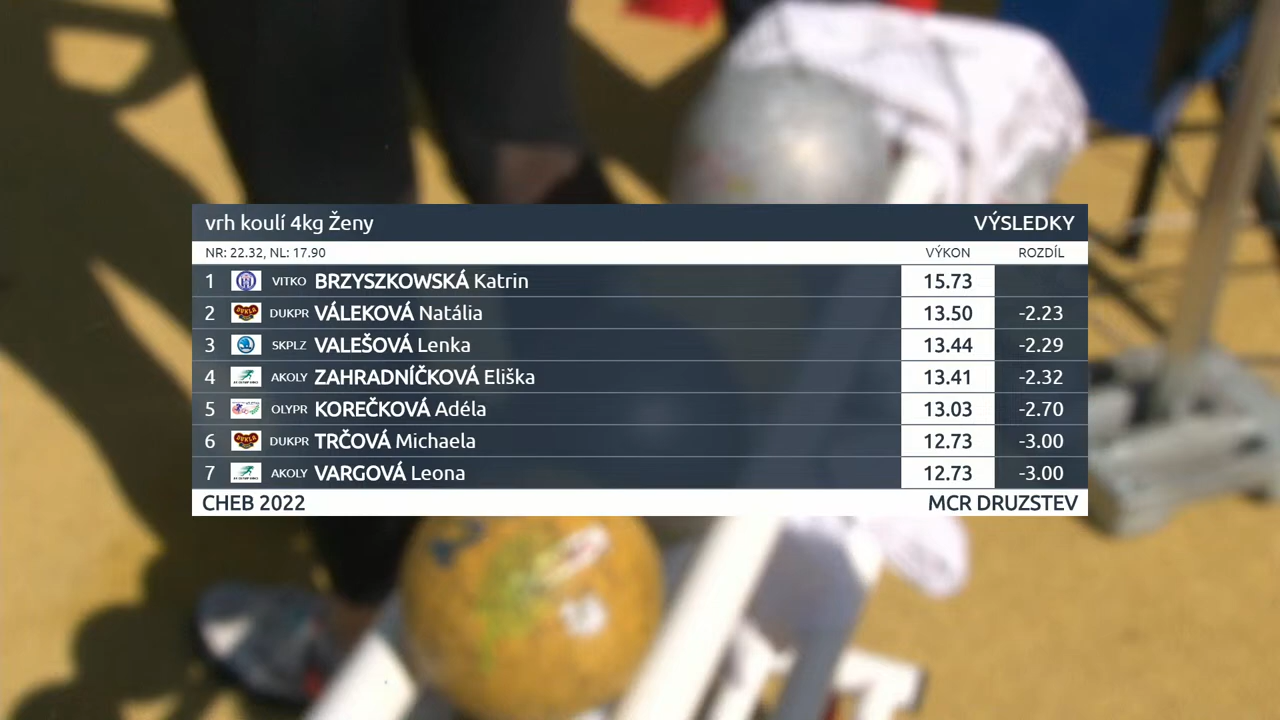 vrh koulí 4kg Ženy VÝSLEDKY
NR: 22.32, NL: 17.90 VÝKON ROZDÍL
1 VITKO BRZYSZKOWSKÁ Katrin 15.73
2 DUKLA DUKPR VÁLEKOVÁ Natália 13.50 -2.23
3 SKPLZ VALEŠOVÁ Lenka 13.44 -2.29
4 AKOLY ZAHRADNÍČKOVÁ Eliška 13.41 -2.32
5 OLYPR KOREČKOVÁ Adéla 13.03 -2.70
6 DUKLA DUKPR TRČOVÁ Michaela 12.73 -3.00
7 AKOLY VARGOVÁ Leona 12.73 -3.00
CHEB 2022 MCR DRUZSTEV